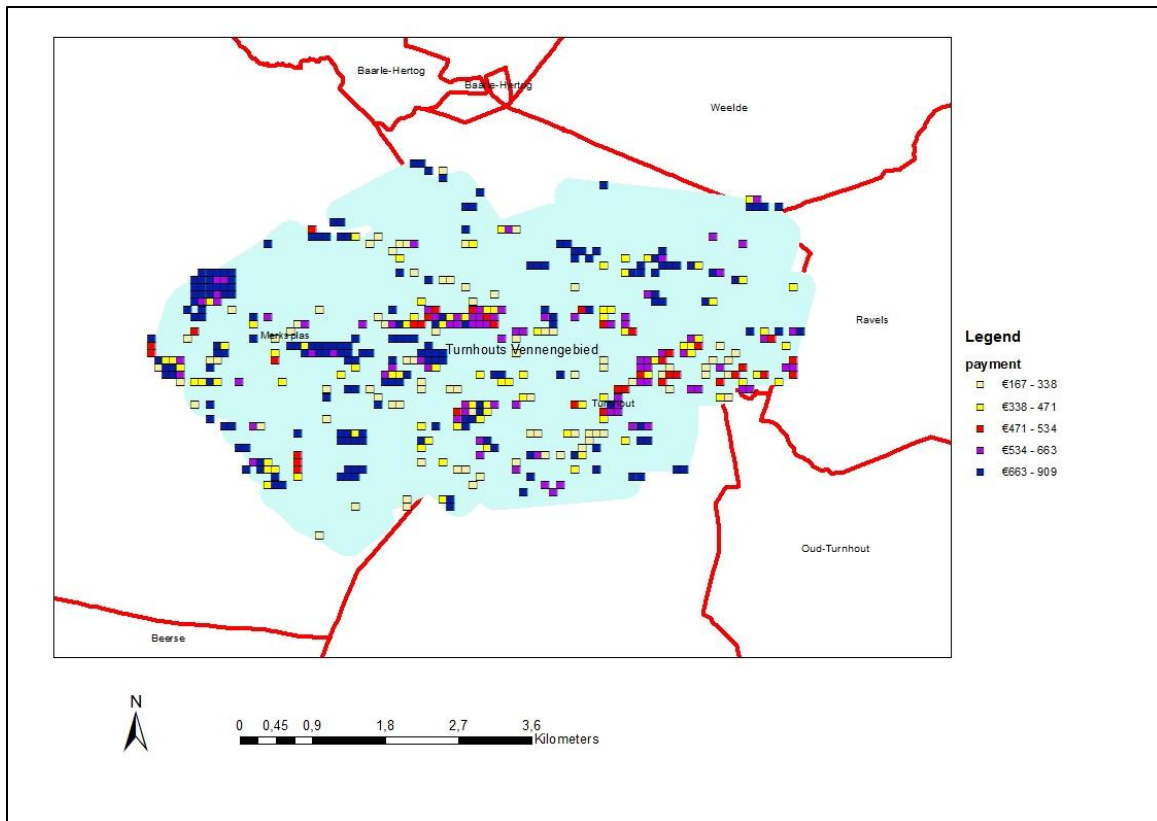 Baarle-Hertog
Baarle-Hertog
Weelde
Ravels
Merksplas
Turnhouts Vennengebied
Turnhout
Oud-Turnhout
Beerse
Legend
payment
€167 - 338
€338 - 471
€471 - 534
€534 - 663
€663 - 909
N
0 0,45 0,9 1,8 2,7 3,6
Kilometers